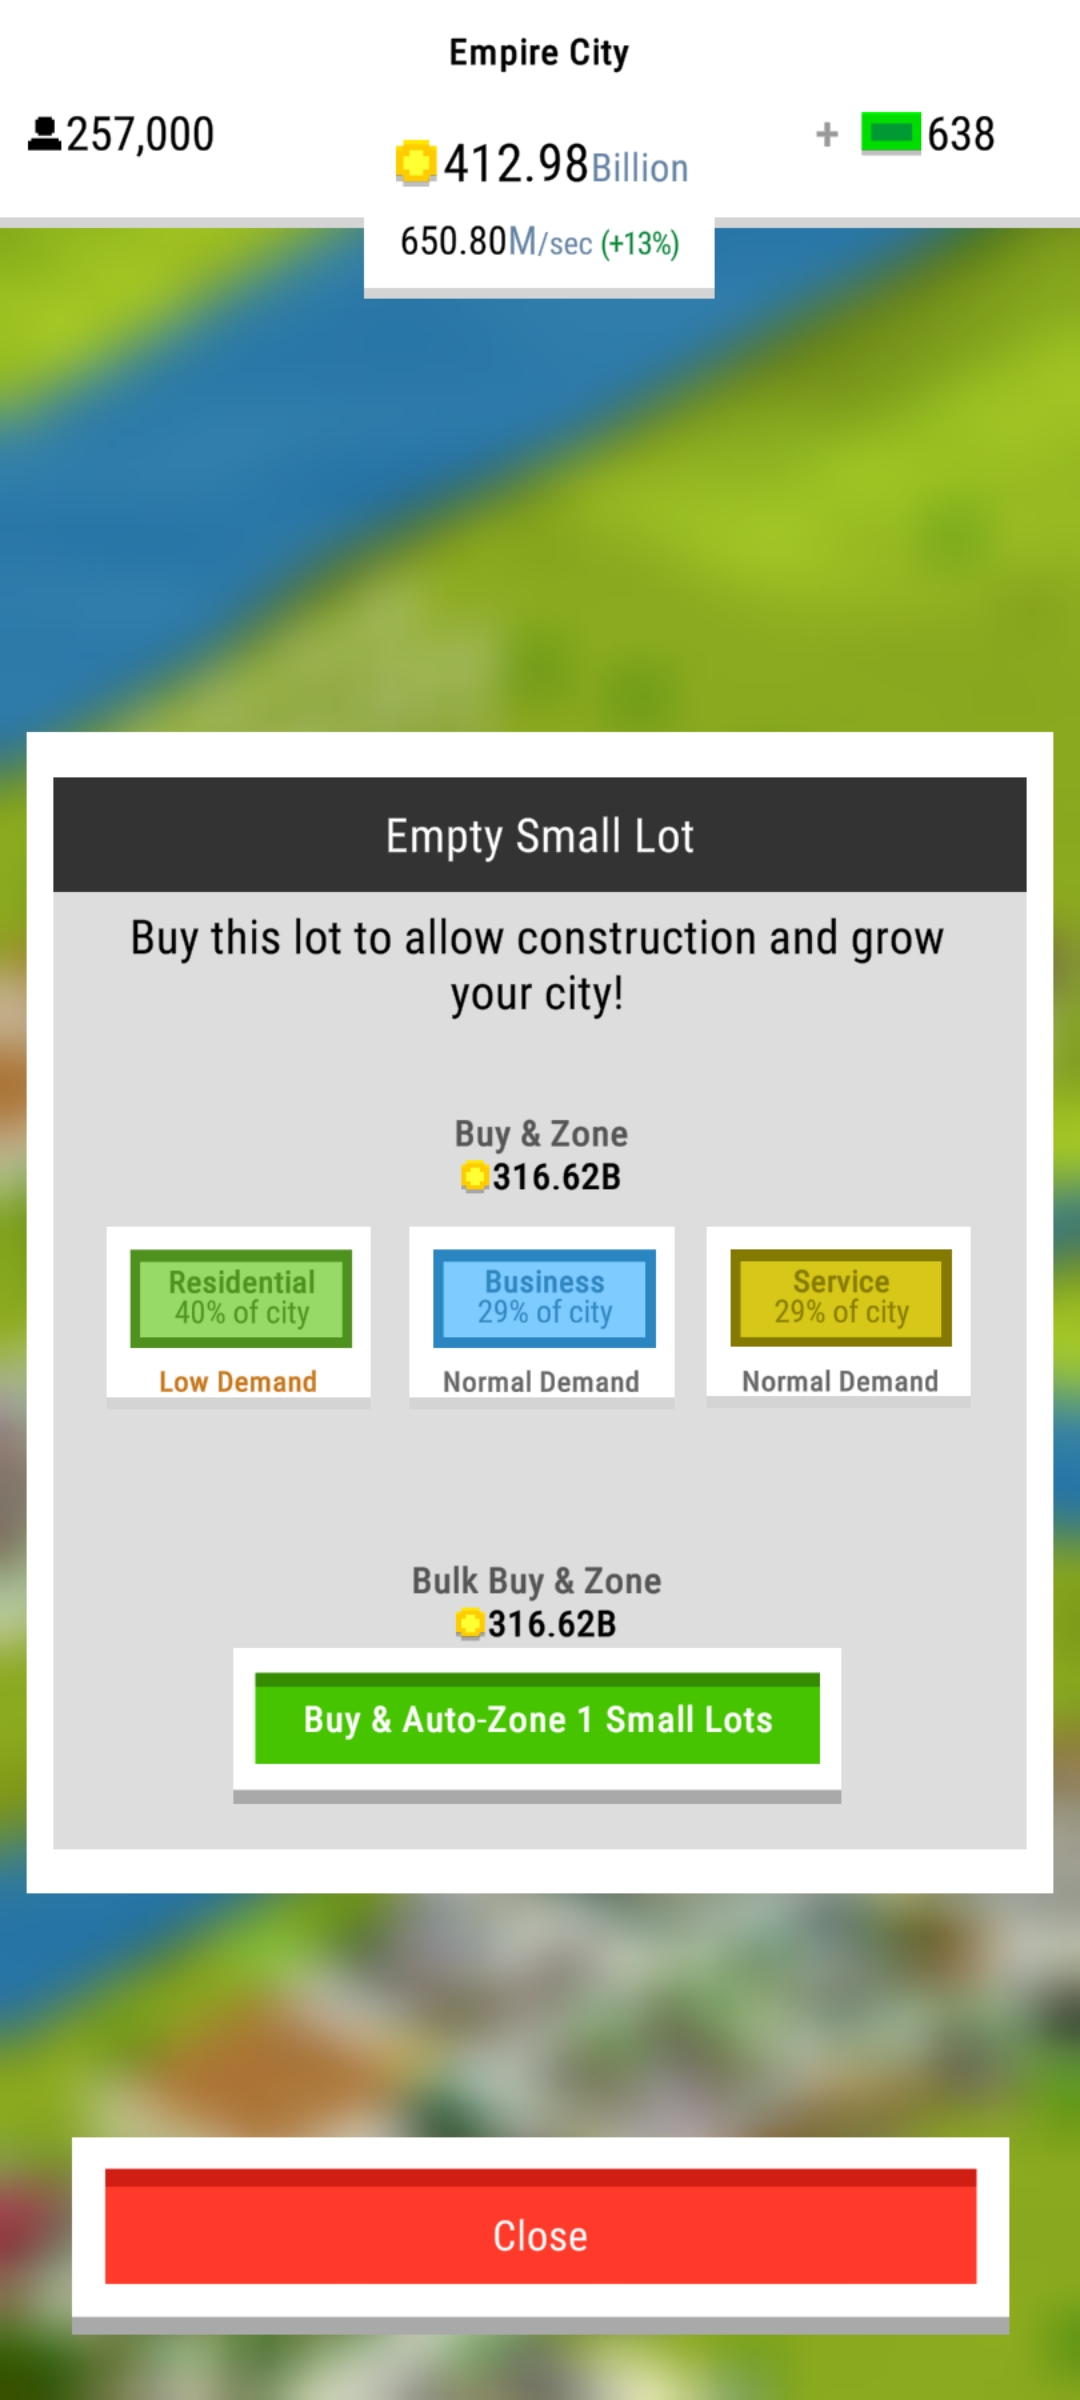 Empire City
257,000
412.98Billion
+ 638
650.80M/sec (+13%)
Empty Small Lot
Buy this lot to allow construction and grow
your city!
Buy & Zone
316.62B
Residential
40% of city
Low Demand
Business
29% of city
Normal Demand
Service
29% of city
Normal Demand
Bulk Buy & Zone
316.62B
Buy & Auto-Zone 1 Small Lots
Close